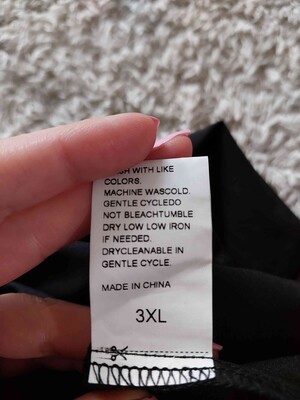 WITH LIKE
COLORS.
MACHINE WASCOLD.
GENTLE CYCLEDO
NOT BLEACHTUMBLE
DRY LOW LOW IRON
IF NEEDED.
DRYCLEANABLE IN
GENTLE CYCLE.
MADE IN CHINA
3XL